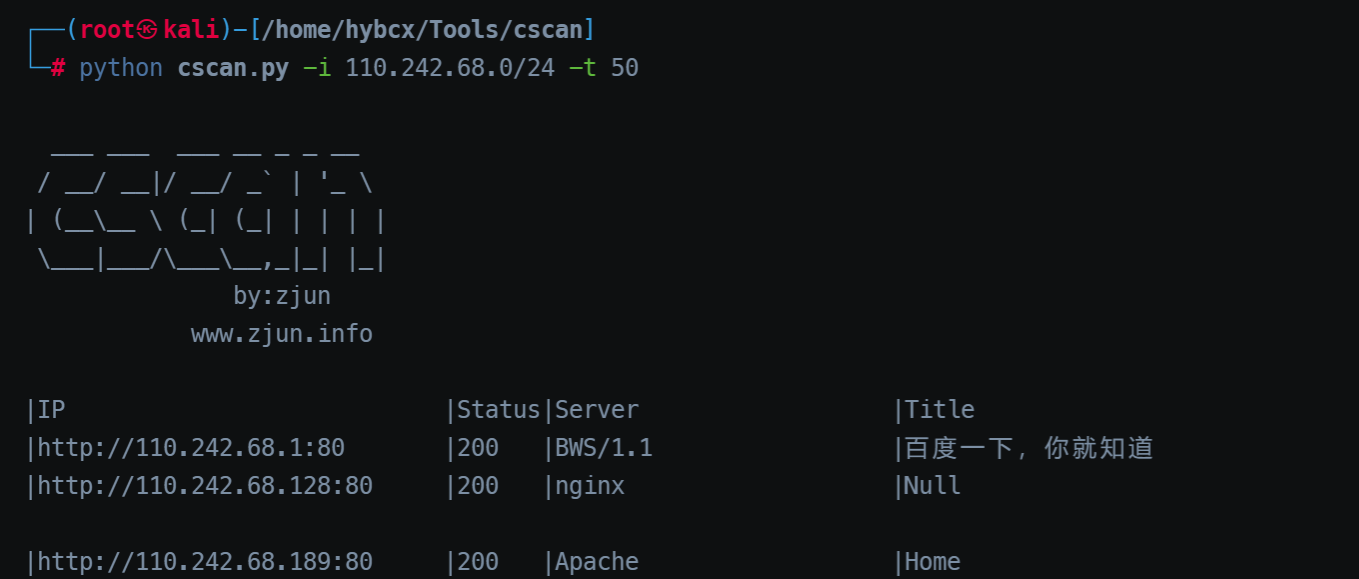 ┌──(root㉿kali)-[/home/hybcx/Tools/cscan]
└─# python cscan.py -i 110.242.68.0/24 -t 50
  ___ ___  ___ __ _ _ __
 / __/ __|/ __/ _` | '_ \
| (__\__ \ (_| (_| | | | |
 \___|___/\___\__,_|_| |_|
by:zjun
www.zjun.info
|IP |Status|Server |Title
|http://110.242.68.1:80 |200 |BWS/1.1 |百度一下，你就知道
|http://110.242.68.128:80 |200 |nginx |Null
|http://110.242.68.189:80 |200 |Apache |Home